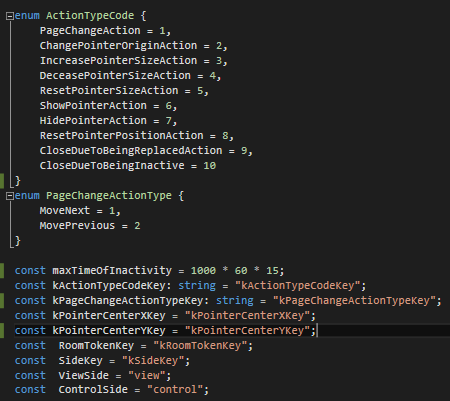 enum ActionTypeCode {
    PageChangeAction = 1,
    ChangePointerOriginAction = 2,
    IncreasePointerSizeAction = 3,
    DeceasePointerSizeAction = 4,
    ResetPointerSizeAction = 5,
    ShowPointerAction = 6,
    HidePointerAction = 7,
    ResetPointerPositionAction = 8,
    CloseDueToBeingReplacedAction = 9,
    CloseDueToBeingInactive = 10
}
enum PageChangeActionType {
    MoveNext = 1,
    MovePrevious = 2
}
const maxTimeOfInactivity = 1000 * 60 * 15;
const kActionTypeCodeKey: string = "kActionTypeCodeKey";
const kPageChangeActionTypeKey: string = "kPageChangeActionTypeKey";
const kPointerCenterXKey = "kPointerCenterXKey";
const kPointerCenterYKey = "kPointerCenterYKey";
const  RoomTokenKey = "kRoomTokenKey";
const  SideKey = "kSideKey";
const  ViewSide = "view";
const  ControlSide = "control";